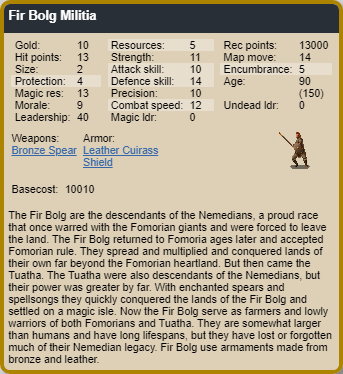 Fir Bolg Militia
Gold: 10 Resources: 5 Rec points: 13000
Hit points: 13 Strength: 11 Map move: 14
Size: 2 Attack skill: 10 Encumbrance: 5
Protection: 4 Defence skill: 14 Age: 90
Magic res: 13 Precision: 10 (150)
Morale: 9 Combat speed: 12 Undead ldr: 0
Leadership: 40 Magic ldr: 0
Weapons: Armor:
Bronze Spear Leather Cuirass
Shield
Basecost: 10010
The Fir Bolg are the descendants of the Nemedians, a proud race
that once warred with the Fomorian giants and were forced to leave
the land. The Fir Bolg returned to Fomoria ages later and accepted
Fomorian rule. They spread and multiplied and conquered lands of
their own far beyond the Fomorian heartland. But then came the
Tuatha. The Tuatha were also descendants of the Nemedians, but
their power was greater by far. With enchanted spears and
spellsongs they quickly conquered the lands of the Fir Bolg and
settled on a magic isle. Now the Fir Bolg serve as farmers and lowly
warriors of both Fomorians and Tuatha. They are somewhat larger
than humans and have long lifespans, but they have lost or forgotten
much of their Nemedian legacy. Fir Bolg use armaments made from
bronze and leather.